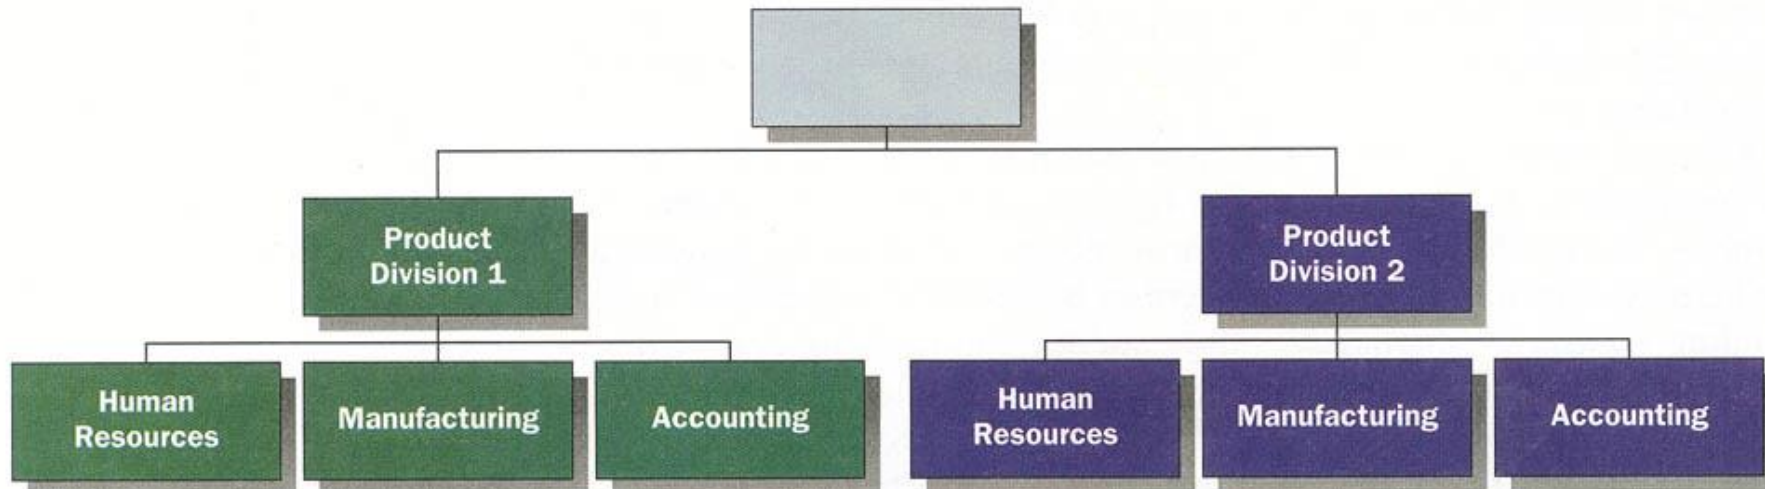 Product
Division 1
Product
Division 2
Human
Resources
Manufacturing
Accounting
Human
Resources
Manufacturing
Accounting